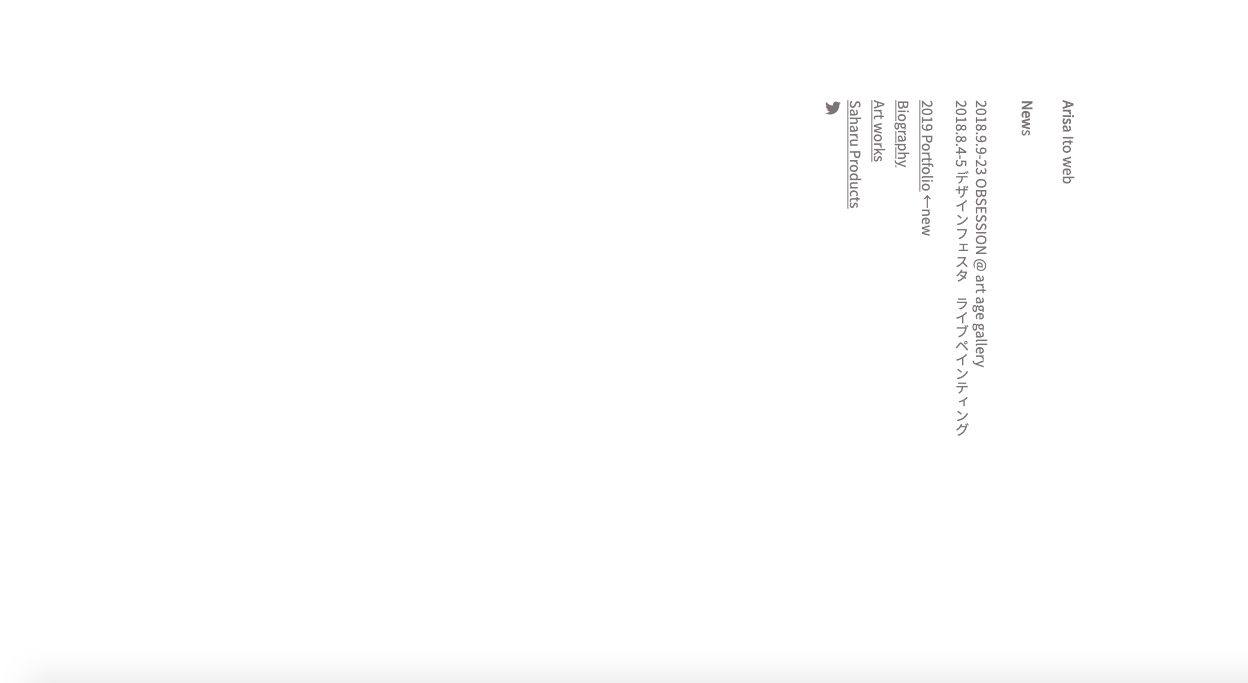 Arisa Ito web
News
2018.9.9-23 OBSESSION @ art age gallery
2018.8.4-5 デザインフェスタ　ライブペインティング
2019 Portfolio ←new
Biography
Art works
Saharu Products